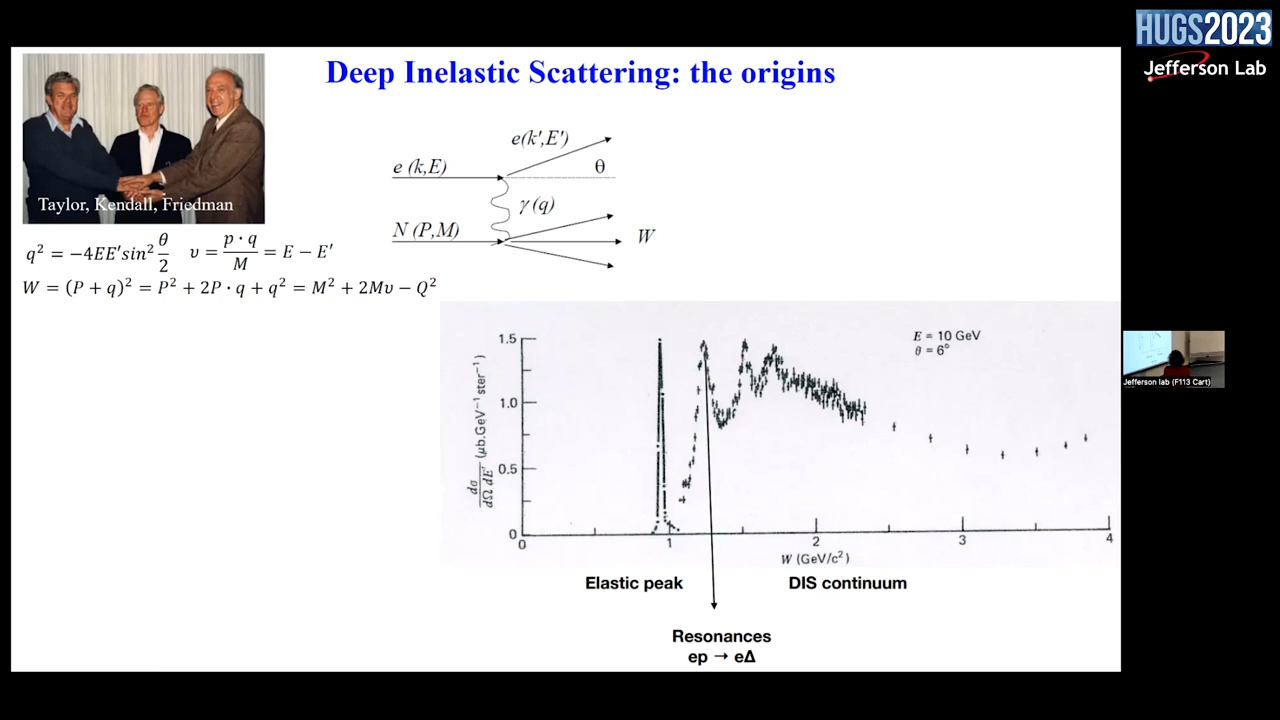 HUGS2023
Jefferson Lab
Deep Inelastic Scattering: the origins
Taylor, Kendall, Friedman
e(k',E')
e (k,E)
θ
γ(q)
N (P,M)
W
q² = −4EE'sin² θ/2 υ = p · q/M = E − E'
W = (P + q)² = P² + 2P · q + q² = M² + 2Mυ − Q²
E = 10 GeV
θ = 6°
dσ/dΩ dE' (μb.GeV⁻¹ster⁻¹)
1.5
1.0
0.5
0
0 1 2 3 4
W (GeV/c²)
Elastic peak
DIS continuum
Resonances
ep → eΔ
Jefferson lab (F113 Cart)